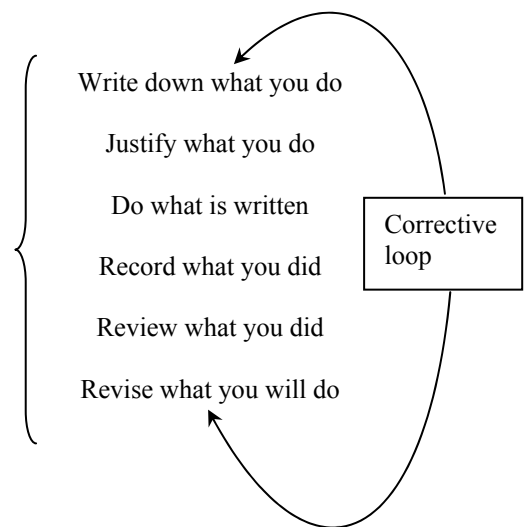 Write down what you do
Justify what you do
Do what is written
Corrective
loop
Record what you did
Review what you did
Revise what you will do